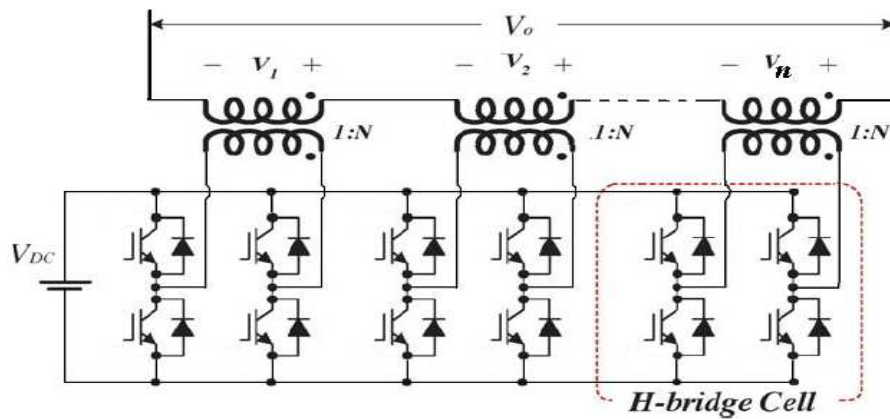 Vo
− V1 + − V2 + − Vn +
1:N .1:N 1:N
VDC
H-bridge Cell